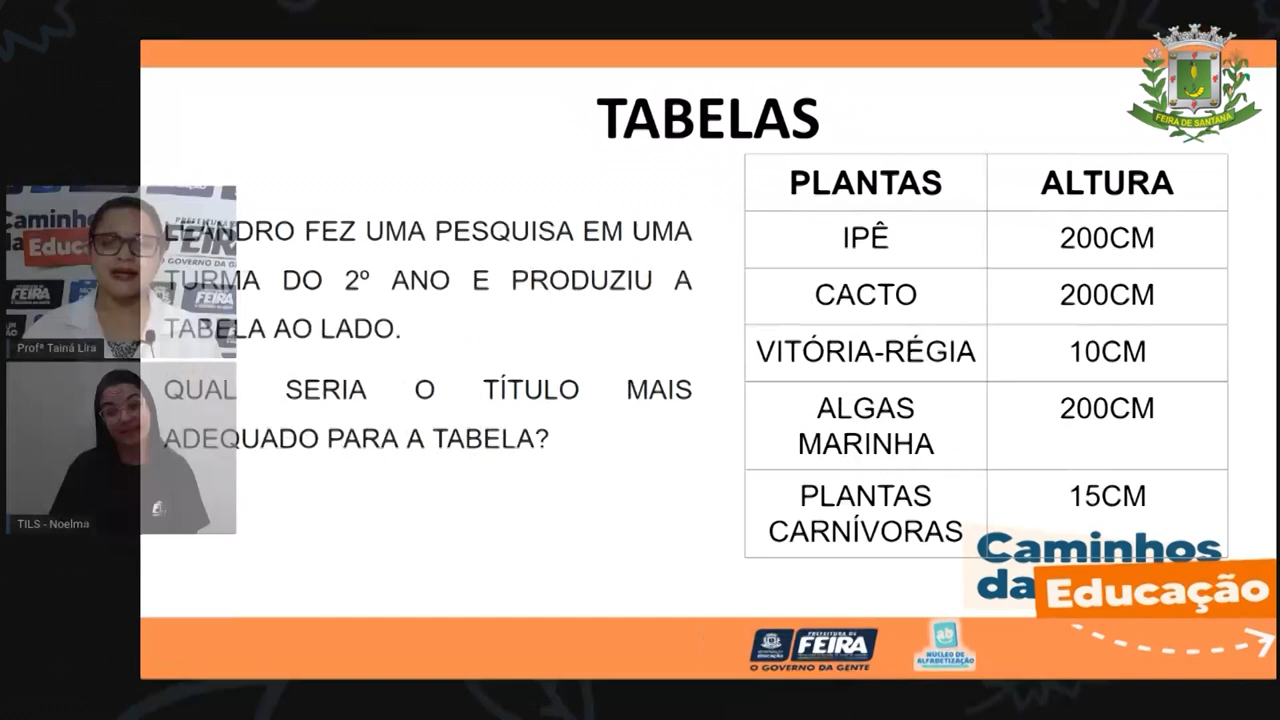 TABELAS
FEIRA DE SANTANA
LEANDRO FEZ UMA PESQUISA EM UMA
TURMA DO 2º ANO E PRODUZIU A
TABELA AO LADO.
QUAL SERIA O TÍTULO MAIS
ADEQUADO PARA A TABELA?
PLANTAS ALTURA
IPÊ 200CM
CACTO 200CM
VITÓRIA-RÉGIA 10CM
ALGAS 200CM
MARINHA
PLANTAS 15CM
CARNÍVORAS
Profª Tainá Lira
TILS - Noelma
Caminhos
da Educação
PREFEITURA DE
FEIRA
O GOVERNO DA GENTE
NÚCLEO DE
ALFABETIZAÇÃO